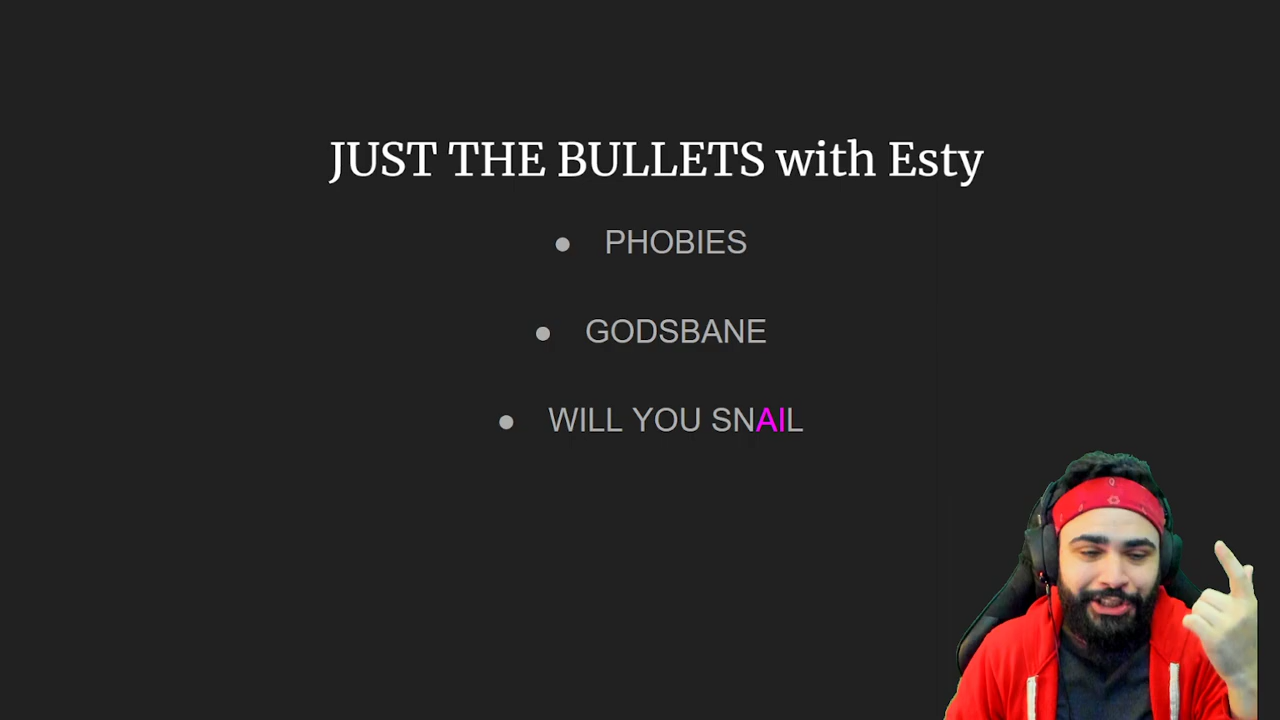 JUST THE BULLETS with Esty
● PHOBIES
● GODSBANE
● WILL YOU SNAIL